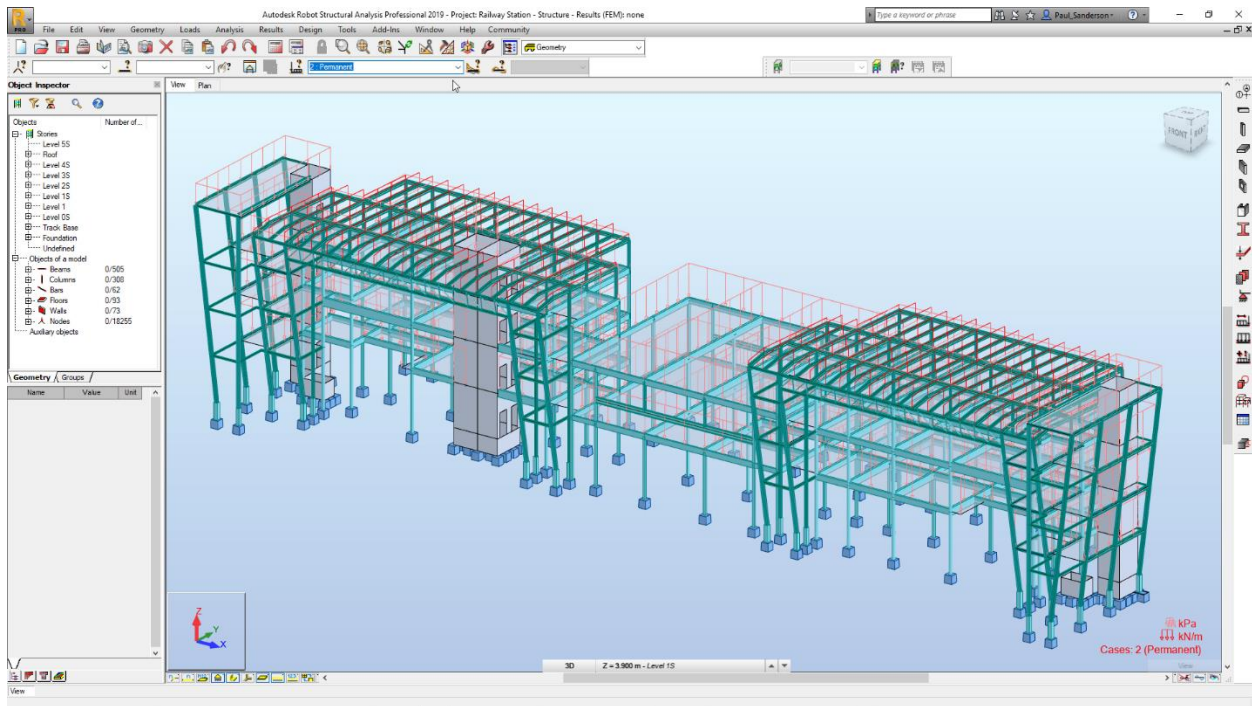 Autodesk Robot Structural Analysis Professional 2019 - Project: Railway Station - Structure - Results (FEM): none
Type a keyword or phrase
Paul_Sanderson
PRO
File Edit View Geometry Loads Analysis Results Design Tools Add-Ins Window Help Community
Geometry
2 : Permanent
Object Inspector
View Plan
Objects Number of...
Stories
Level 5S
Roof
Level 4S
Level 3S
Level 2S
Level 1S
Level 1
Level 0S
Track Base
Foundation
Undefined
Objects of a model
Beams 0/505
Columns 0/308
Bars 0/62
Floors 0/93
Walls 0/73
Nodes 0/18255
Auxiliary objects
Geometry Groups
Name Value Unit
FRONT
Z
Y
X
kPa
kN/m
Cases: 2 (Permanent)
3D Z = 3.900 m - Level 1S
View
View